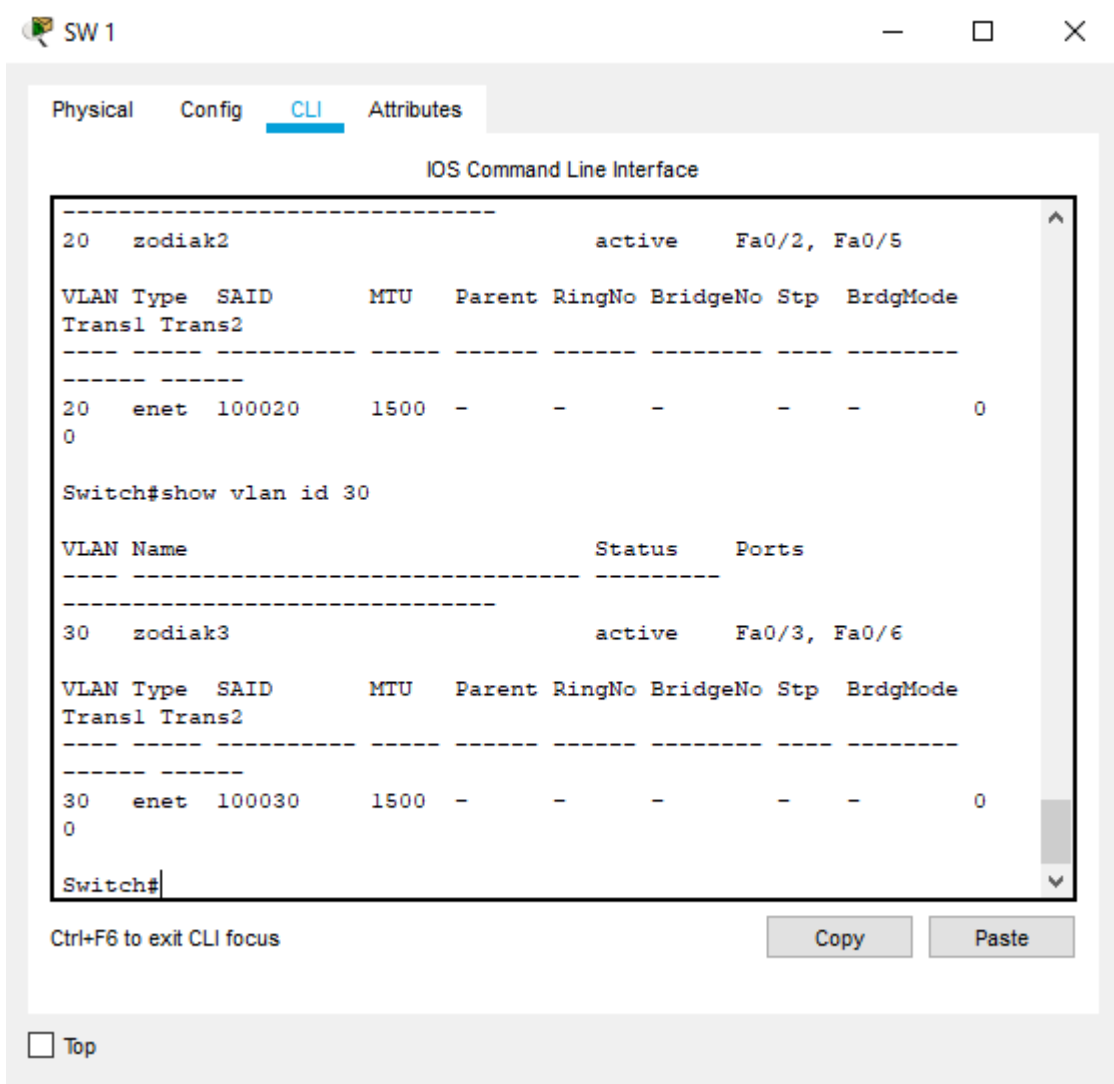 SW 1
Physical Config CLI Attributes
IOS Command Line Interface
-------------------------------
20   zodiak2                          active    Fa0/2, Fa0/5
VLAN Type  SAID       MTU   Parent RingNo BridgeNo Stp  BrdgMode
Trans1 Trans2
---- ----- ---------- ----- ------ ------ -------- ---- --------
------ ------
20   enet  100020     1500  -      -      -        -    -        0
0
Switch#show vlan id 30
VLAN Name                             Status    Ports
---- -------------------------------- ---------
-------------------------------
30   zodiak3                          active    Fa0/3, Fa0/6
VLAN Type  SAID       MTU   Parent RingNo BridgeNo Stp  BrdgMode
Trans1 Trans2
---- ----- ---------- ----- ------ ------ -------- ---- --------
------ ------
30   enet  100030     1500  -      -      -        -    -        0
0
Switch#
Ctrl+F6 to exit CLI focus
Copy Paste
Top